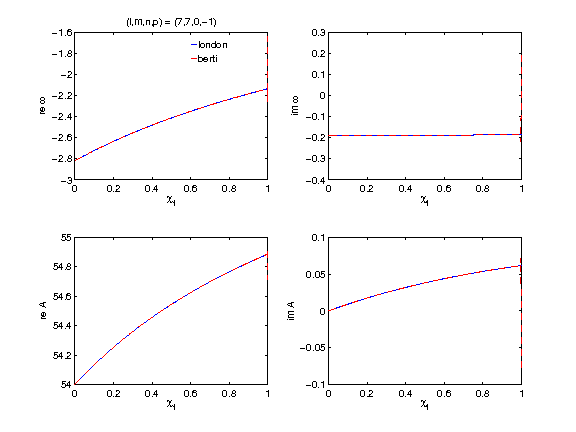 (l,m,n,p) = (7,7,0,−1)
−1.6
−1.8
−2
−2.2
−2.4
−2.6
−2.8
−3
re ω
0 0.2 0.4 0.6 0.8 1
χf
london
berti
0.3
0.2
0.1
0
−0.1
−0.2
−0.3
−0.4
im ω
0 0.2 0.4 0.6 0.8 1
χf
55
54.8
54.6
54.4
54.2
54
re A
0 0.2 0.4 0.6 0.8 1
χf
0.1
0.05
0
−0.05
−0.1
im A
0 0.2 0.4 0.6 0.8 1
χf